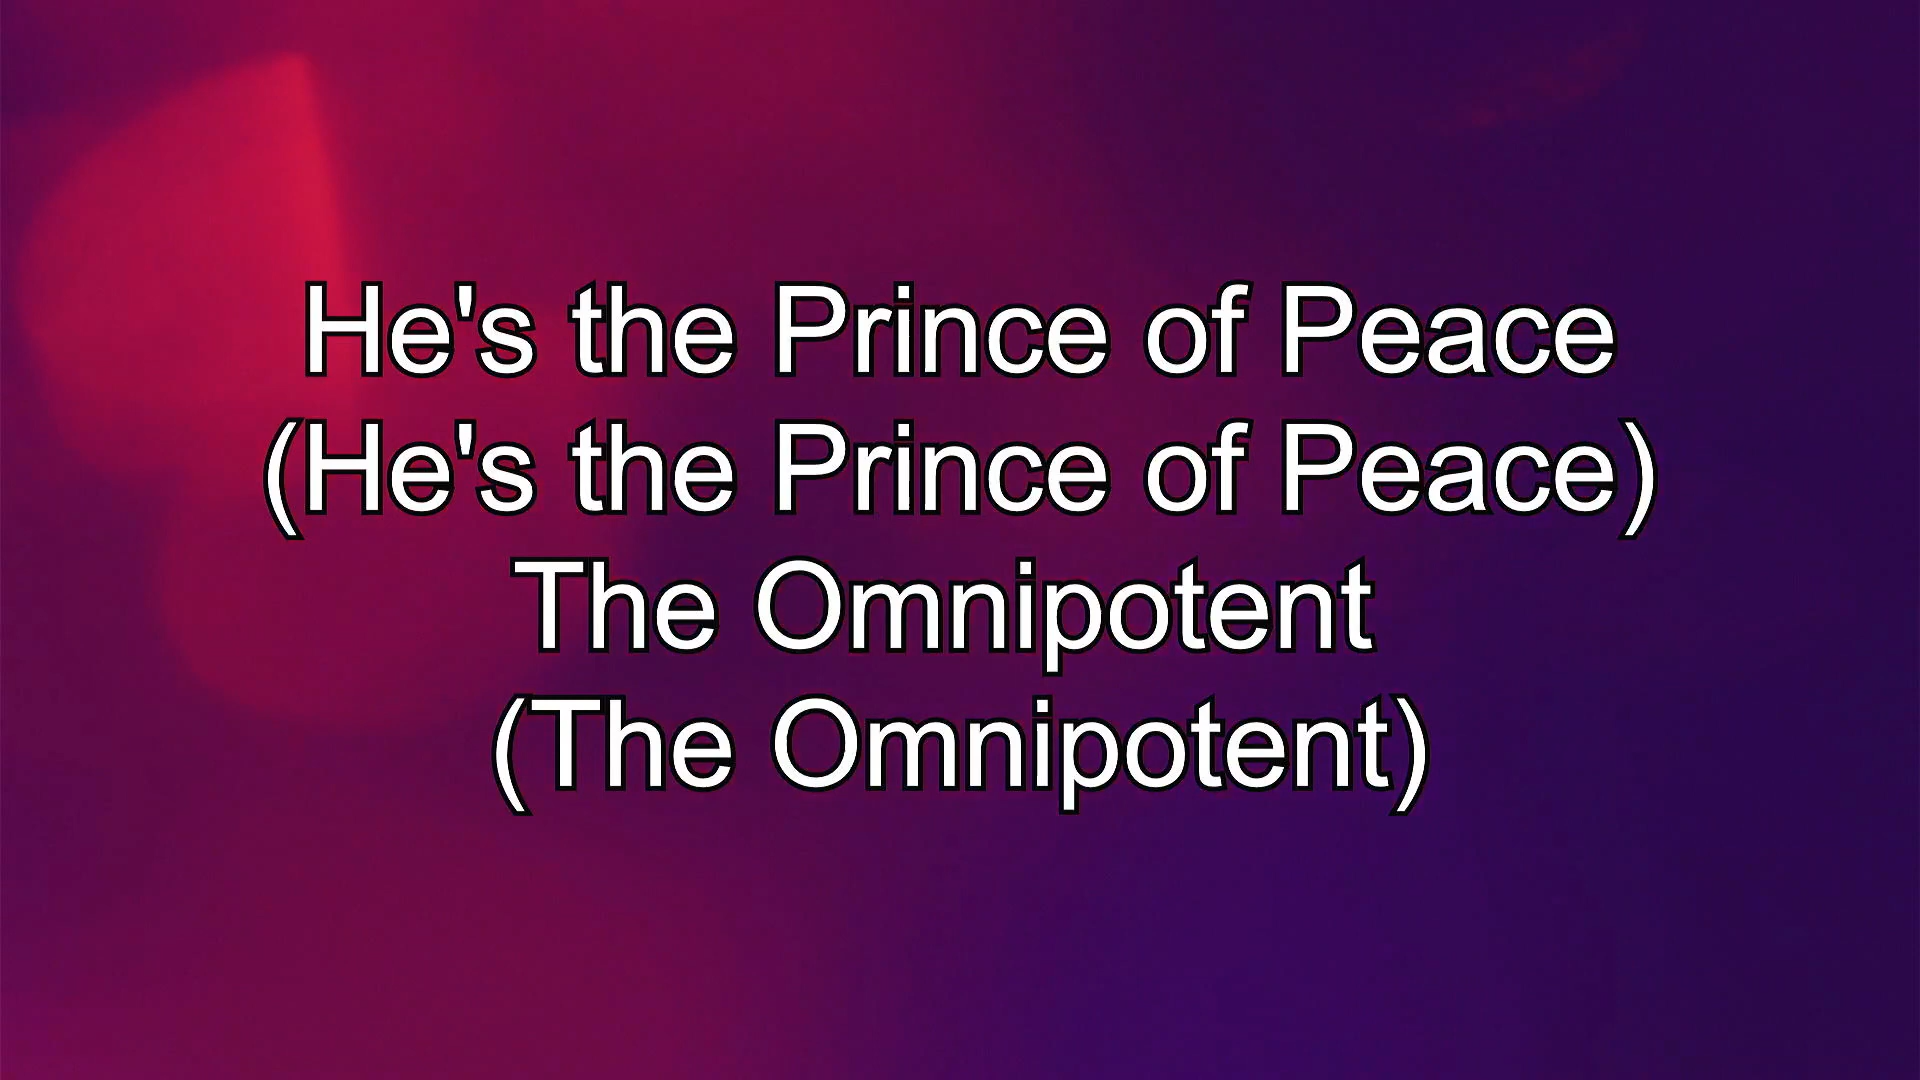 He's the Prince of Peace
(He's the Prince of Peace)
The Omnipotent
(The Omnipotent)